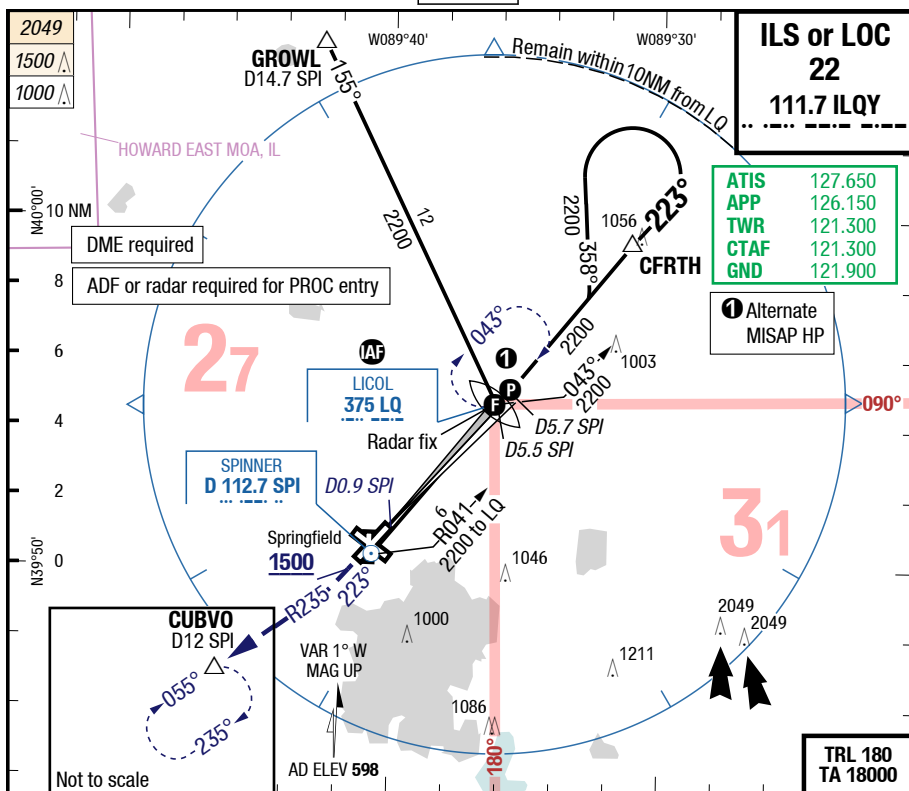 2049
1500
1000
W089°40'
W089°30'
GROWL
D14.7 SPI
155°
12
2200
Remain within 10NM from LQ
ILS or LOC
22
111.7 ILQY
HOWARD EAST MOA, IL
N40°00'
10 NM
8
6
4
2
0
N39°50'
DME required
ADF or radar required for PROC entry
1056
223°
2200
358°
CFRTH
ATIS 127.650
APP 126.150
TWR 121.300
CTAF 121.300
GND 121.900
1 Alternate
MISAP HP
27
IAF
LICOL
375 LQ
043°
1
P
F
2200
043°
2200
1003
090°
Radar fix
D5.7 SPI
D5.5 SPI
SPINNER
D 112.7 SPI
D0.9 SPI
6
R041
2200 to LQ
31
Springfield
1500
R235
223°
1046
CUBVO
D12 SPI
055°
235°
Not to scale
1000
VAR 1° W
MAG UP
1211
2049
2049
1086
180°
AD ELEV 598
TRL 180
TA 18000